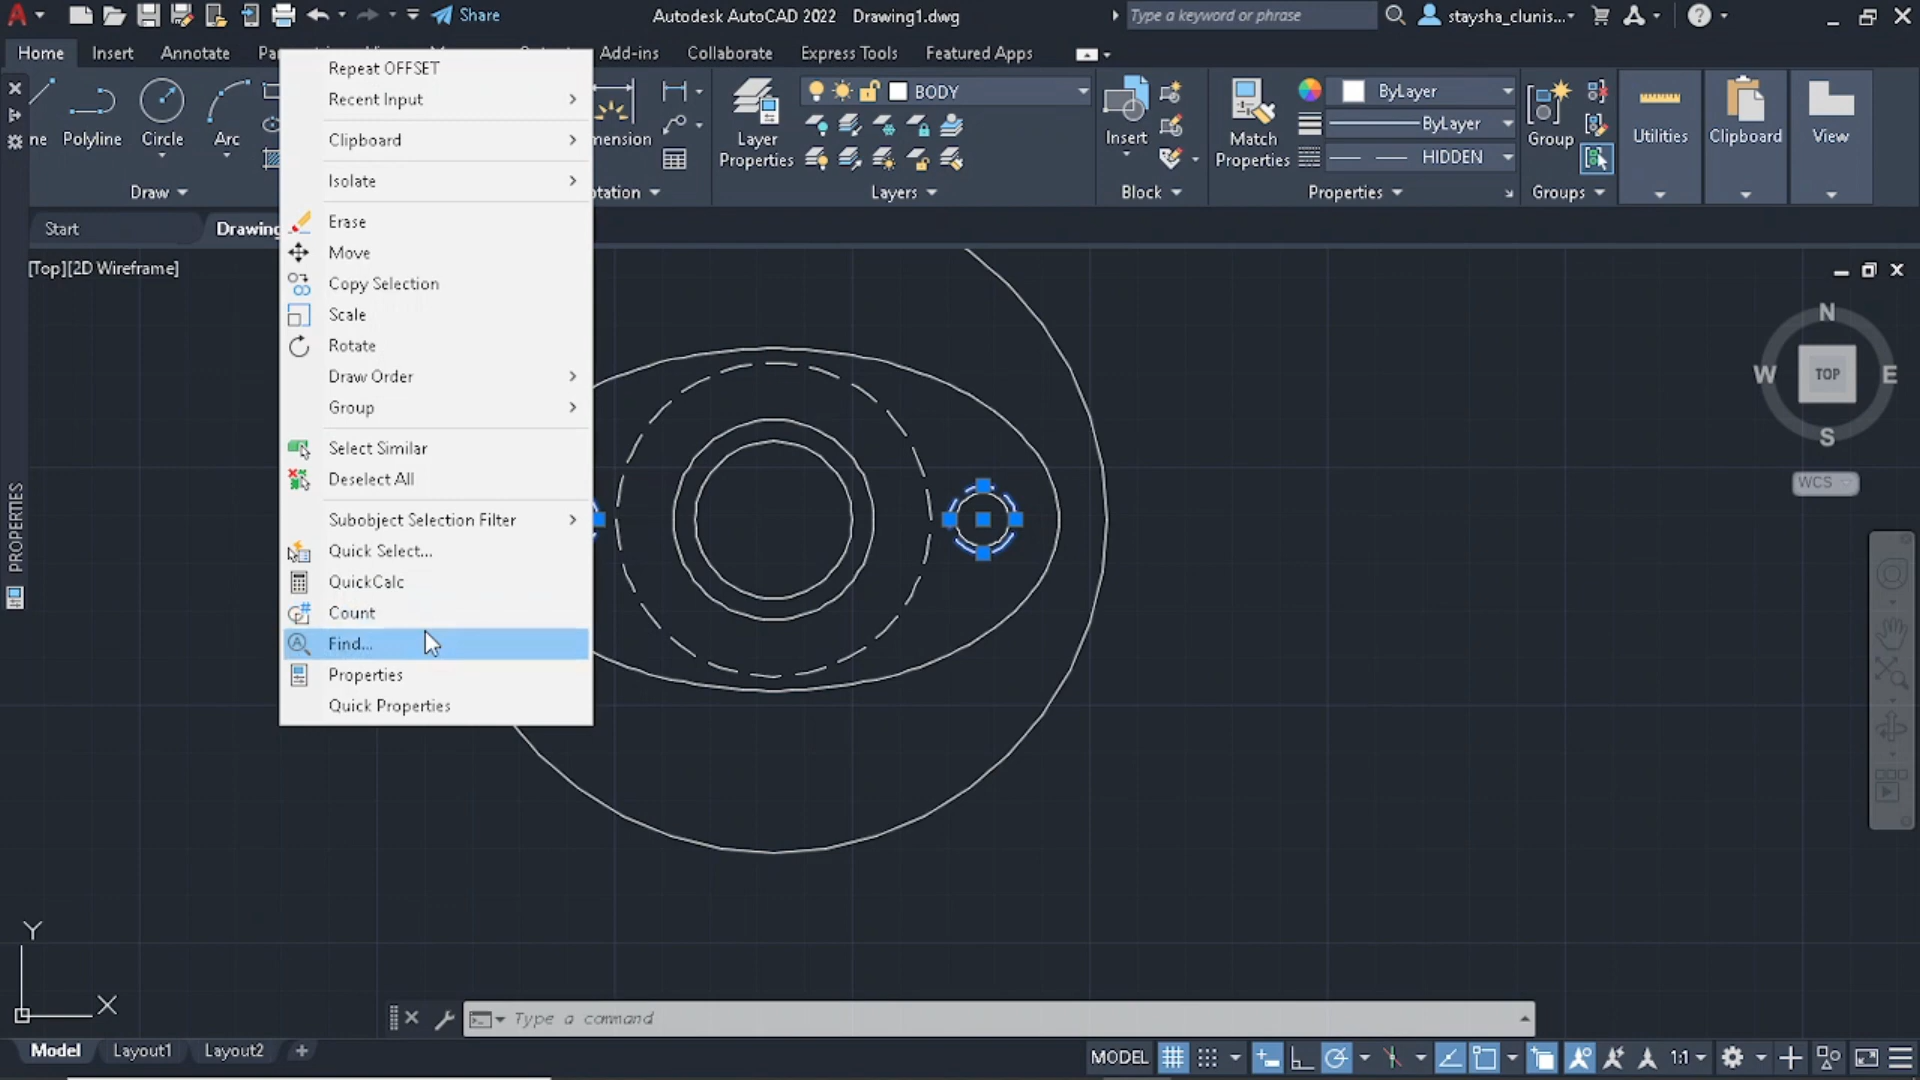 Share
Autodesk AutoCAD 2022 Drawing1.dwg
Type a keyword or phrase
staysha_clunis...
Home Insert Annotate Pa Add-ins Collaborate Express Tools Featured Apps
ne Polyline Circle Arc
Draw
mension
tation
Layer
Properties
BODY
Layers
Insert
Block
Match
Properties
ByLayer
ByLayer
HIDDEN
Properties
Group
Groups
Utilities
Clipboard
View
Start
Drawing
[Top][2D Wireframe]
Repeat OFFSET
Recent Input
Clipboard
Isolate
Erase
Move
Copy Selection
Scale
Rotate
Draw Order
Group
Select Similar
Deselect All
Subobject Selection Filter
Quick Select...
QuickCalc
Count
Find...
Properties
Quick Properties
PROPERTIES
N
W TOP E
S
WCS
Y
X
Type a command
Model Layout1 Layout2 +
MODEL
1:1